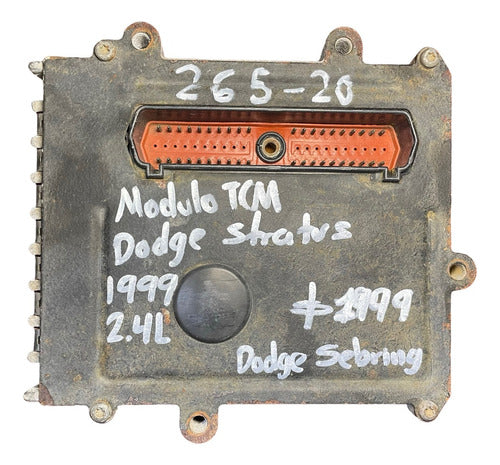 265-20
Modulo TCM
Dodge stratus
1999
2.4L
1999
Dodge Sebring